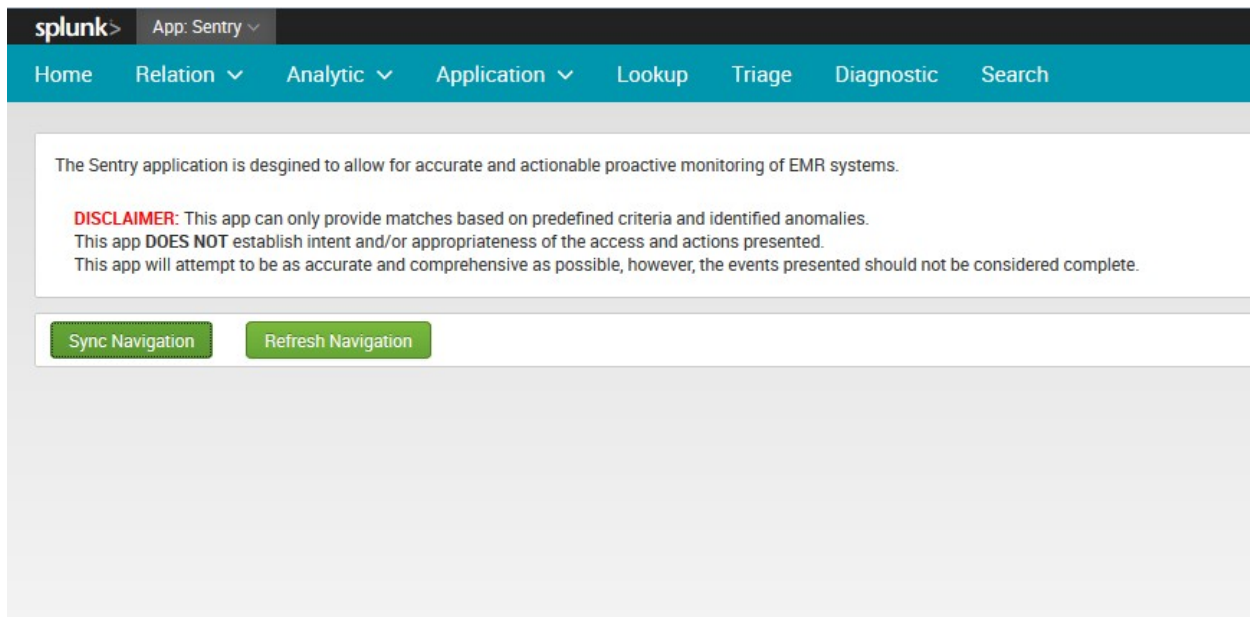 splunk> App: Sentry
Home Relation Analytic Application Lookup Triage Diagnostic Search
The Sentry application is desgined to allow for accurate and actionable proactive monitoring of EMR systems.
DISCLAIMER: This app can only provide matches based on predefined criteria and identified anomalies.
This app DOES NOT establish intent and/or appropriateness of the access and actions presented.
This app will attempt to be as accurate and comprehensive as possible, however, the events presented should not be considered complete.
Sync Navigation Refresh Navigation